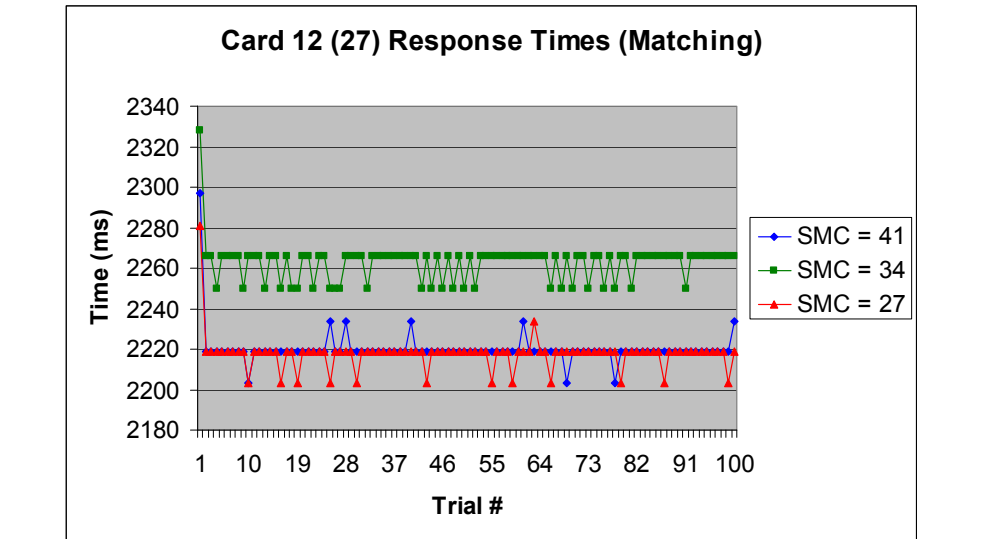 Card 12 (27) Response Times (Matching)
2340
2320
2300
2280
2260
2240
2220
2200
2180
Time (ms)
1 10 19 28 37 46 55 64 73 82 91 100
Trial #
SMC = 41
SMC = 34
SMC = 27